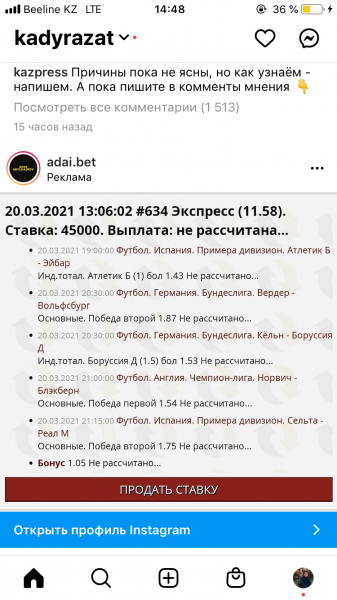 Beeline KZ LTE 14:48 36 %
kadyrazat
kazpress Причины пока не ясны, но как узнаём -
напишем. А пока пишите в комменты мнения 👇
Посмотреть все комментарии (1 513)
15 часов назад
adai.bet
Реклама
20.03.2021 13:06:02 #634 Экспресс (11.58).
Ставка: 45000. Выплата: не рассчитана...
20.03.2021 19:00:00 Футбол. Испания. Примера дивизион. Атлетик Б
- Эйбар
Инд.тотал. Атлетик Б (1) бол 1.43 Не рассчитано...
20.03.2021 20:30:00 Футбол. Германия. Бундеслига. Вердер -
Вольфсбург
Основные. Победа второй 1.87 Не рассчитано...
20.03.2021 20:30:00 Футбол. Германия. Бундеслига. Кёльн - Боруссия
Д
Инд.тотал. Боруссия Д (1.5) бол 1.53 Не рассчитано...
20.03.2021 21:00:00 Футбол. Англия. Чемпион-лига. Норвич -
Блэкберн
Основные. Победа первой 1.54 Не рассчитано...
20.03.2021 21:15:00 Футбол. Испания. Примера дивизион. Сельта -
Реал М
Основные. Победа второй 1.75 Не рассчитано...
Бонус 1.05 Не рассчитано...
ПРОДАТЬ СТАВКУ
Открыть профиль Instagram